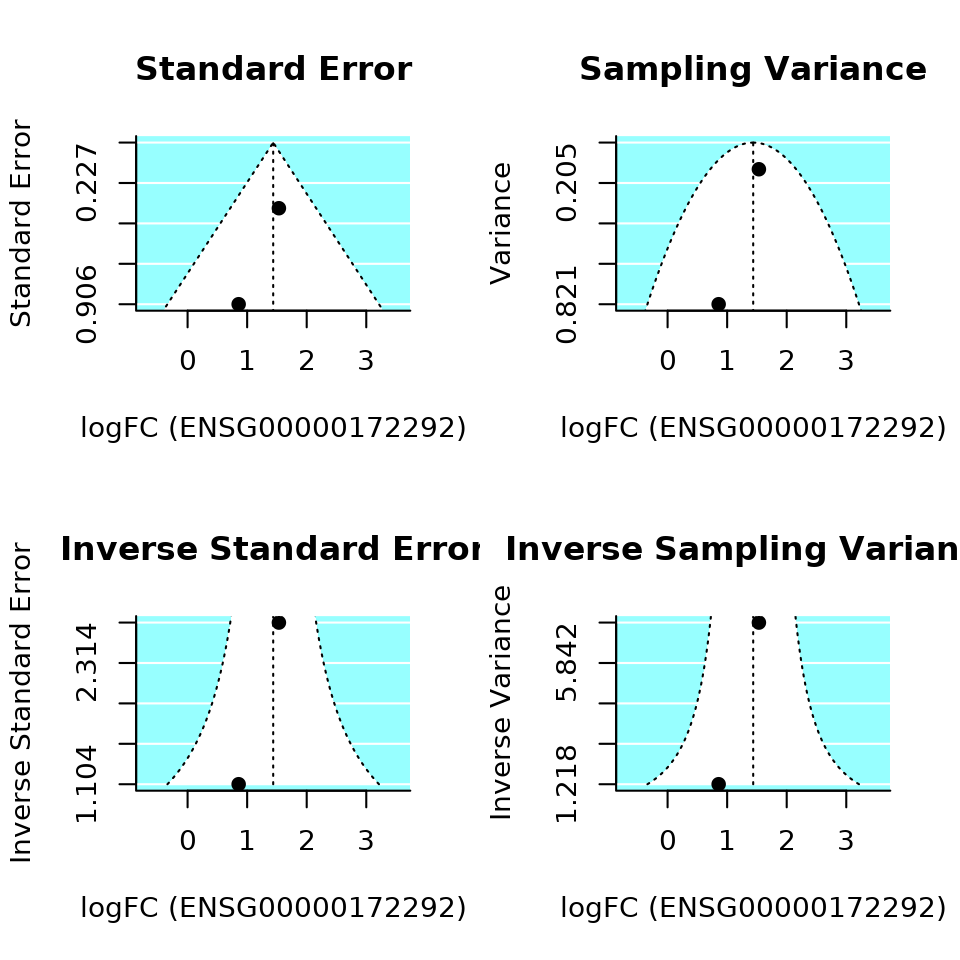 Standard Error
Standard Error
0.227
0.906
0 1 2 3
logFC (ENSG00000172292)
Sampling Variance
Variance
0.205
0.821
0 1 2 3
logFC (ENSG00000172292)
Inverse Standard Error
Inverse Standard Error
2.314
1.104
0 1 2 3
logFC (ENSG00000172292)
Inverse Sampling Varian
Inverse Variance
5.842
1.218
0 1 2 3
logFC (ENSG00000172292)